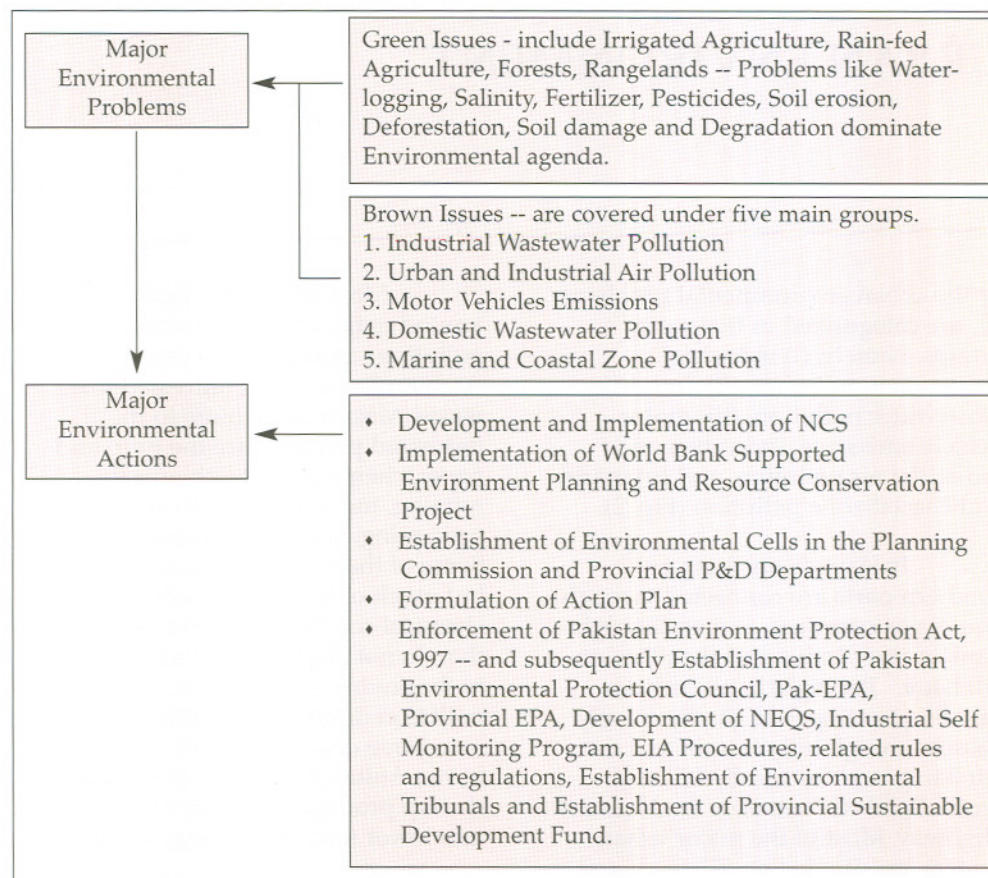 Major
Environmental
Problems
Green Issues - include Irrigated Agriculture, Rain-fed
Agriculture, Forests, Rangelands -- Problems like Water-
logging, Salinity, Fertilizer, Pesticides, Soil erosion,
Deforestation, Soil damage and Degradation dominate
Environmental agenda.
Brown Issues -- are covered under five main groups.
1. Industrial Wastewater Pollution
2. Urban and Industrial Air Pollution
3. Motor Vehicles Emissions
4. Domestic Wastewater Pollution
5. Marine and Coastal Zone Pollution
Major
Environmental
Actions
♦ Development and Implementation of NCS
♦ Implementation of World Bank Supported
Environment Planning and Resource Conservation
Project
♦ Establishment of Environmental Cells in the Planning
Commission and Provincial P&D Departments
♦ Formulation of Action Plan
♦ Enforcement of Pakistan Environment Protection Act,
1997 -- and subsequently Establishment of Pakistan
Environmental Protection Council, Pak-EPA,
Provincial EPA, Development of NEQS, Industrial Self
Monitoring Program, EIA Procedures, related rules
and regulations, Establishment of Environmental
Tribunals and Establishment of Provincial Sustainable
Development Fund.